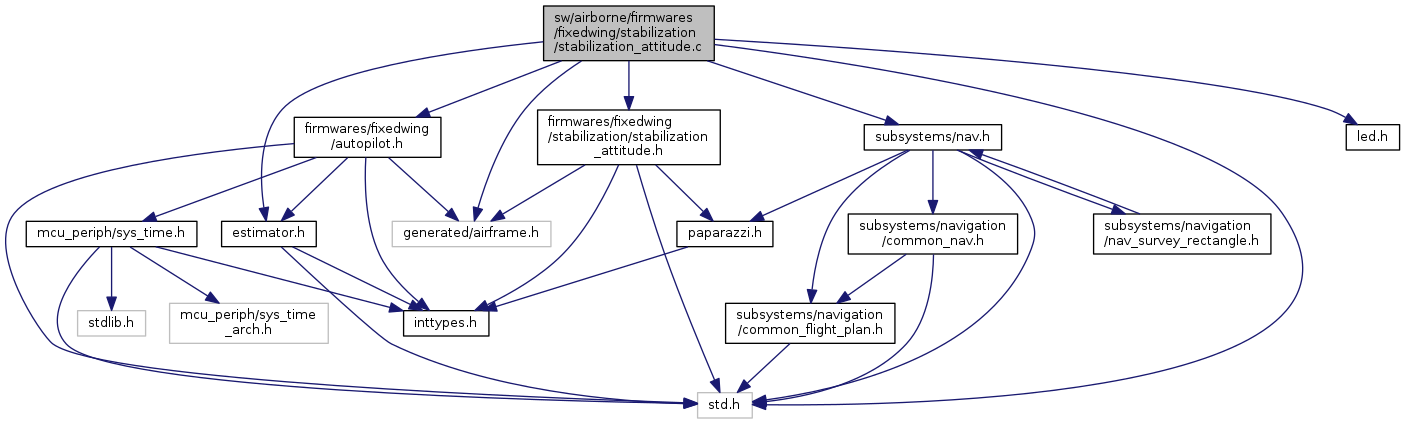 sw/airborne/firmwares
/fixedwing/stabilization
/stabilization_attitude.c
firmwares/fixedwing
/autopilot.h
firmwares/fixedwing
/stabilization/stabilization
_attitude.h
subsystems/nav.h
led.h
mcu_periph/sys_time.h
estimator.h
generated/airframe.h
paparazzi.h
subsystems/navigation
/common_nav.h
subsystems/navigation
/nav_survey_rectangle.h
stdlib.h
mcu_periph/sys_time
_arch.h
inttypes.h
subsystems/navigation
/common_flight_plan.h
std.h